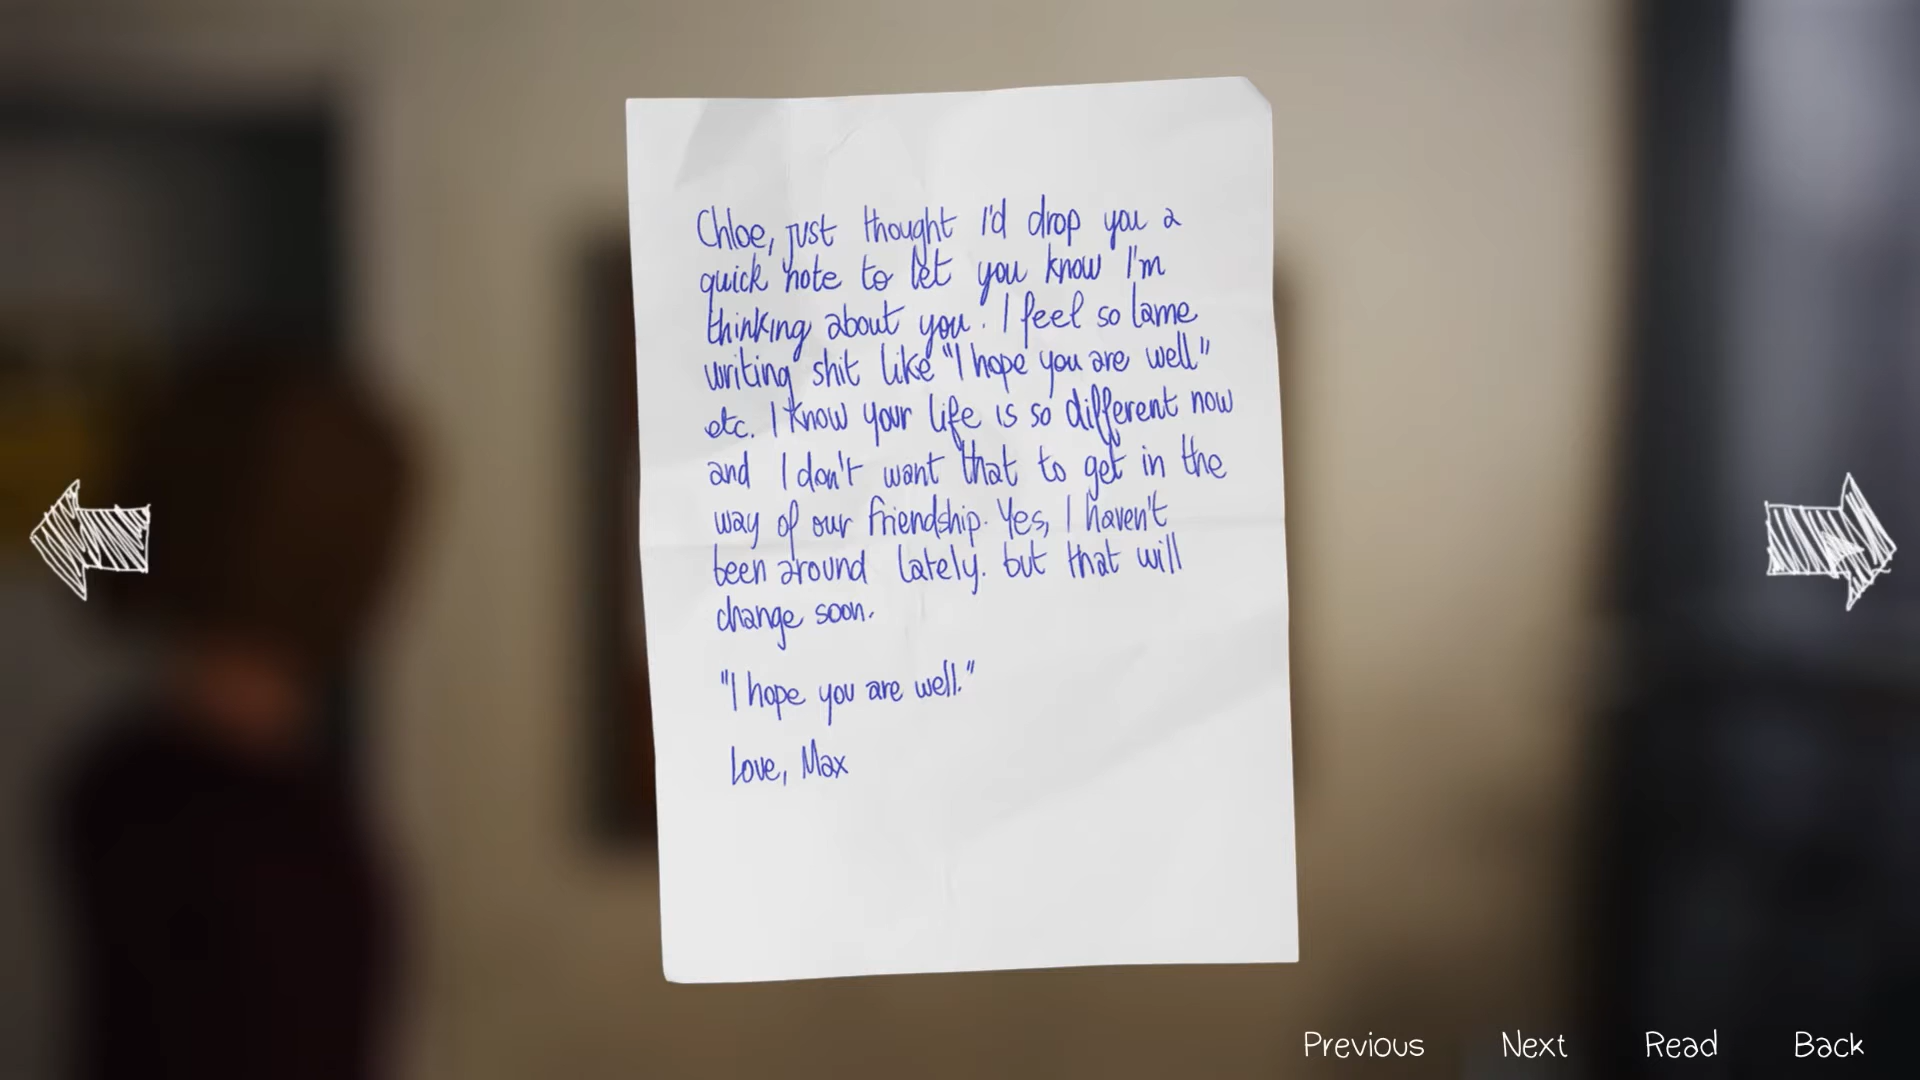 Chloe, just thought I'd drop you a
quick note to let you know I'm
thinking about you. I feel so lame
writing shit like "I hope you are well"
etc. I know your life is so different now
and I don't want that to get in the
way of our friendship. Yes, I haven't
been around lately. but that will
change soon.
"I hope you are well."
Love, Max
Previous Next Read Back